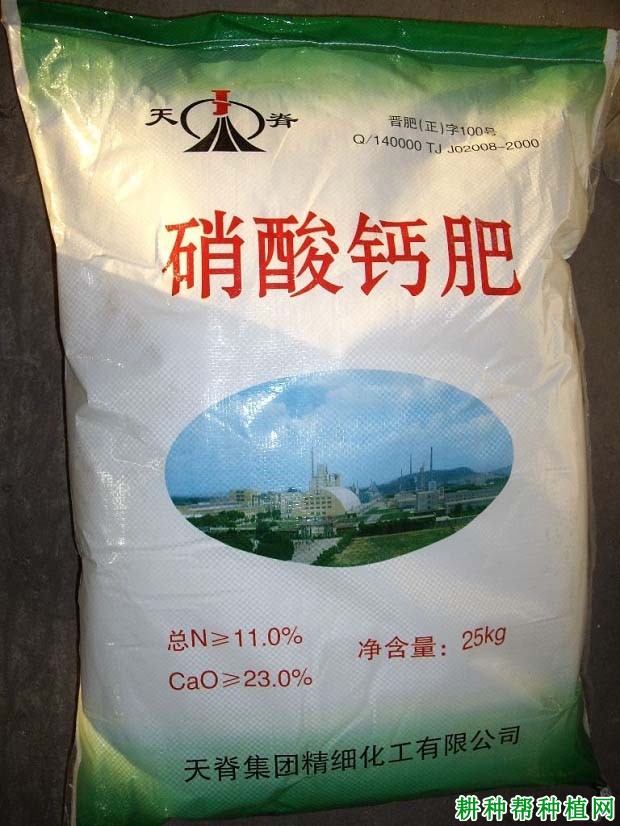 天 脊
晋肥(正)字100号
Q/140000 TJ J02008-2000
硝酸钙肥
总N≥11.0%
净含量：25kg
CaO≥23.0%
天脊集团精细化工有限公司
耕种帮种植网